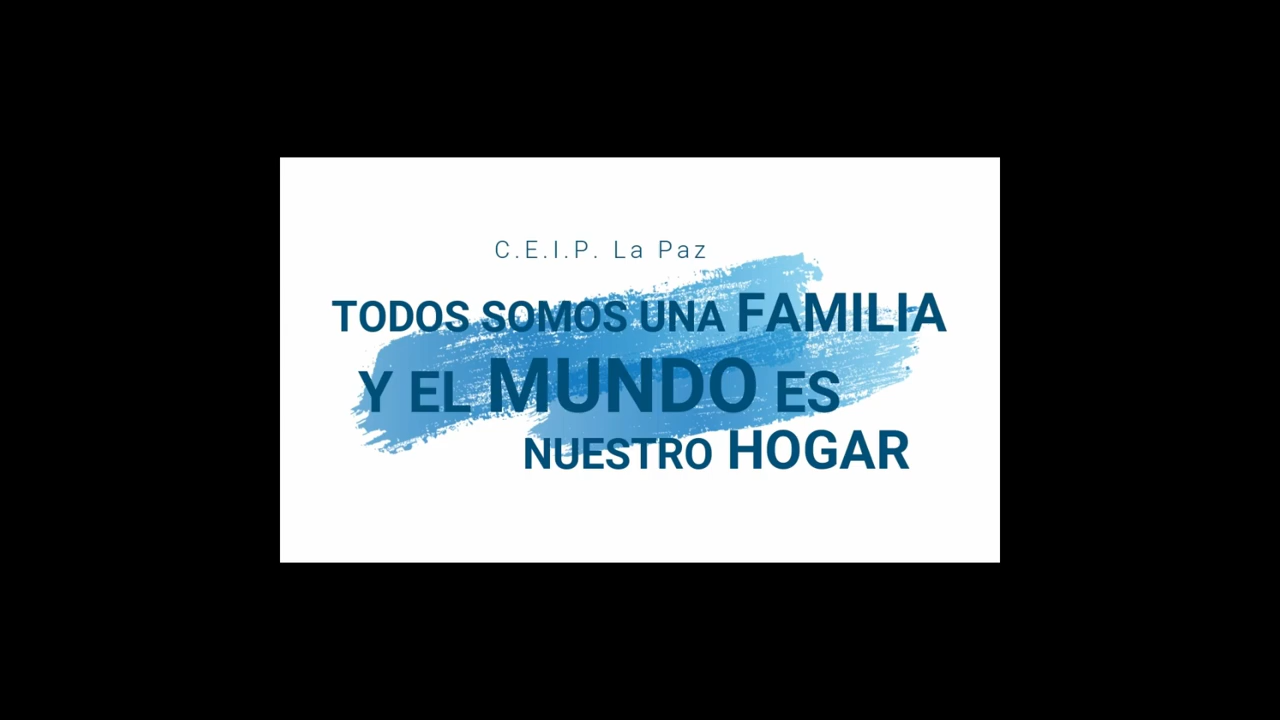 C.E.I.P. La Paz
TODOS SOMOS UNA FAMILIA
Y EL MUNDO ES
NUESTRO HOGAR